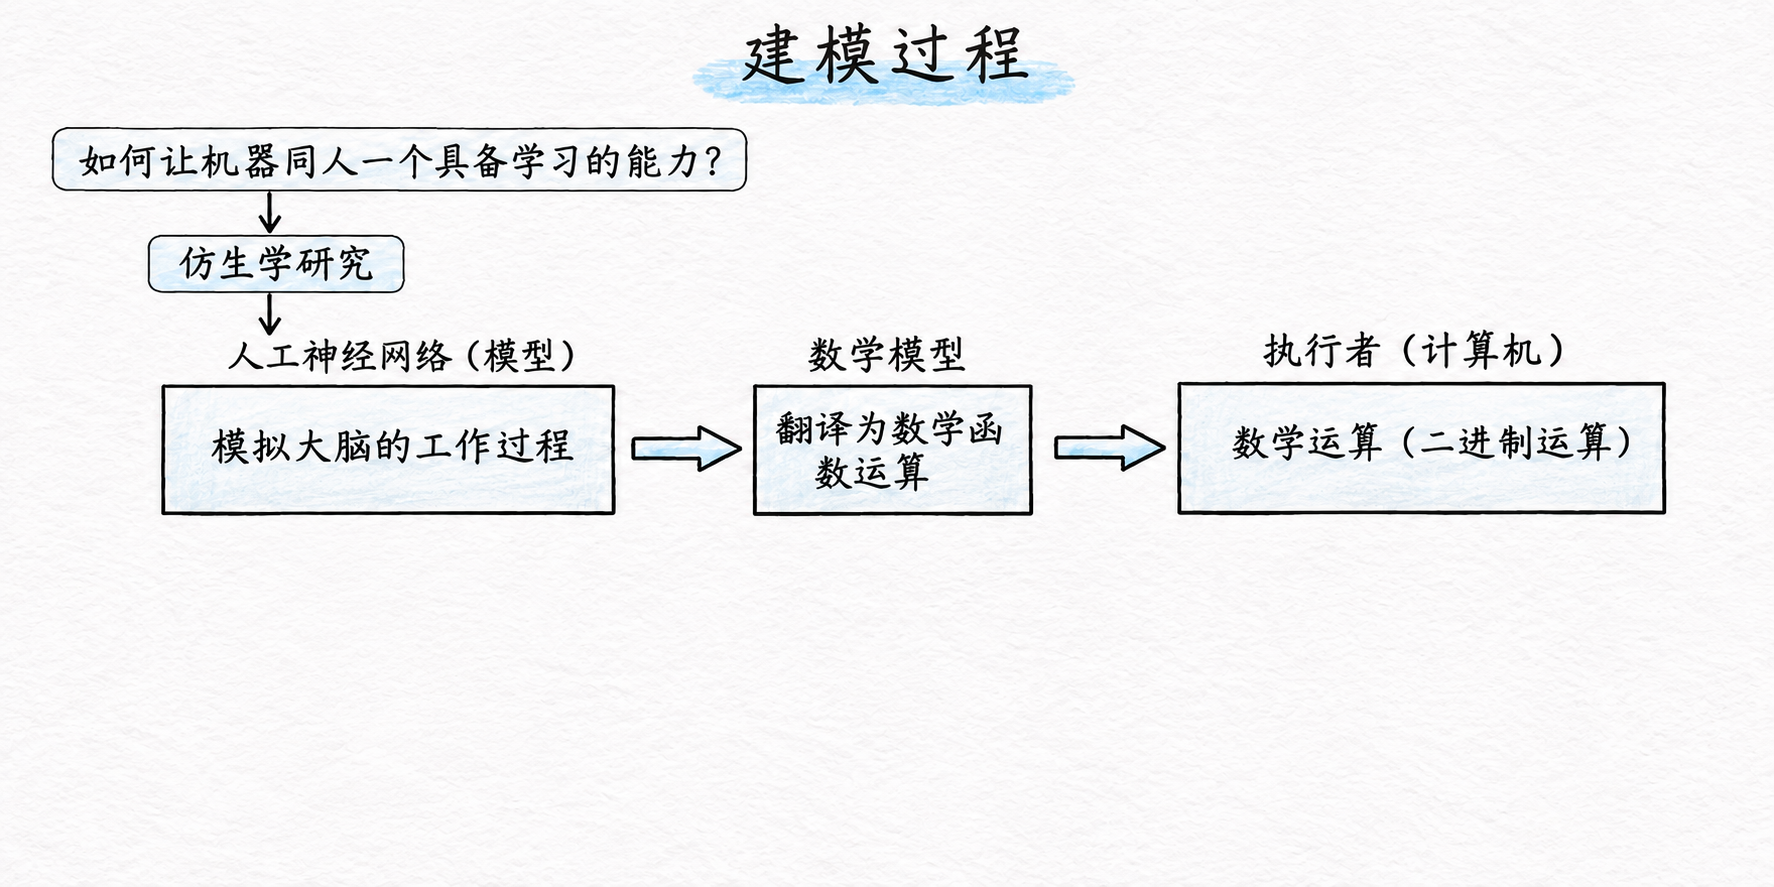 建模过程
如何让机器同人一个具备学习的能力？
仿生学研究
人工神经网络（模型）
模拟大脑的工作过程
数学模型
翻译为数学函
数运算
执行者（计算机）
数学运算（二进制运算）